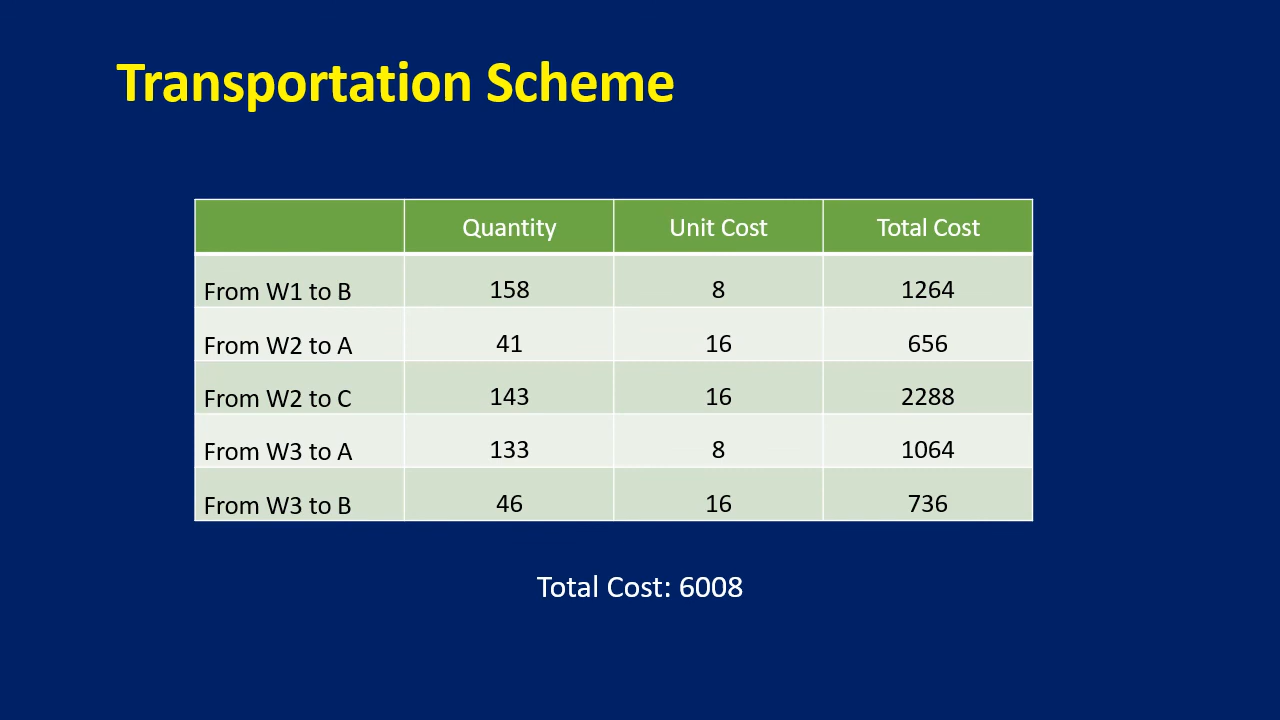 Transportation Scheme
Quantity Unit Cost Total Cost
From W1 to B 158 8 1264
From W2 to A 41 16 656
From W2 to C 143 16 2288
From W3 to A 133 8 1064
From W3 to B 46 16 736
Total Cost: 6008